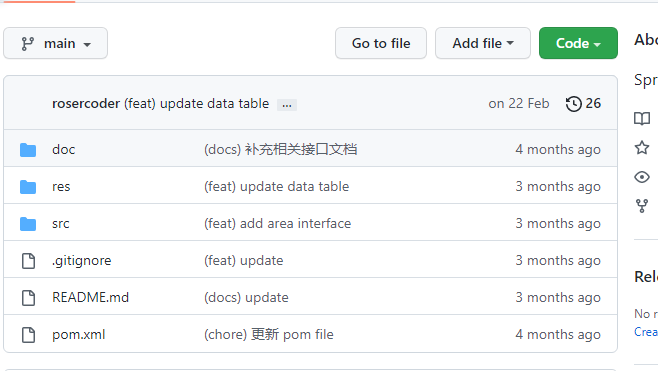 main Go to file Add file Code Abo
rosercoder (feat) update data table ... on 22 Feb 26
Spr
doc (docs) 补充相关接口文档 4 months ago
res (feat) update data table 3 months ago
src (feat) add area interface 3 months ago
.gitignore (feat) update 3 months ago
Rel
README.md (docs) update 3 months ago
No r
pom.xml (chore) 更新 pom file 4 months ago
Crea